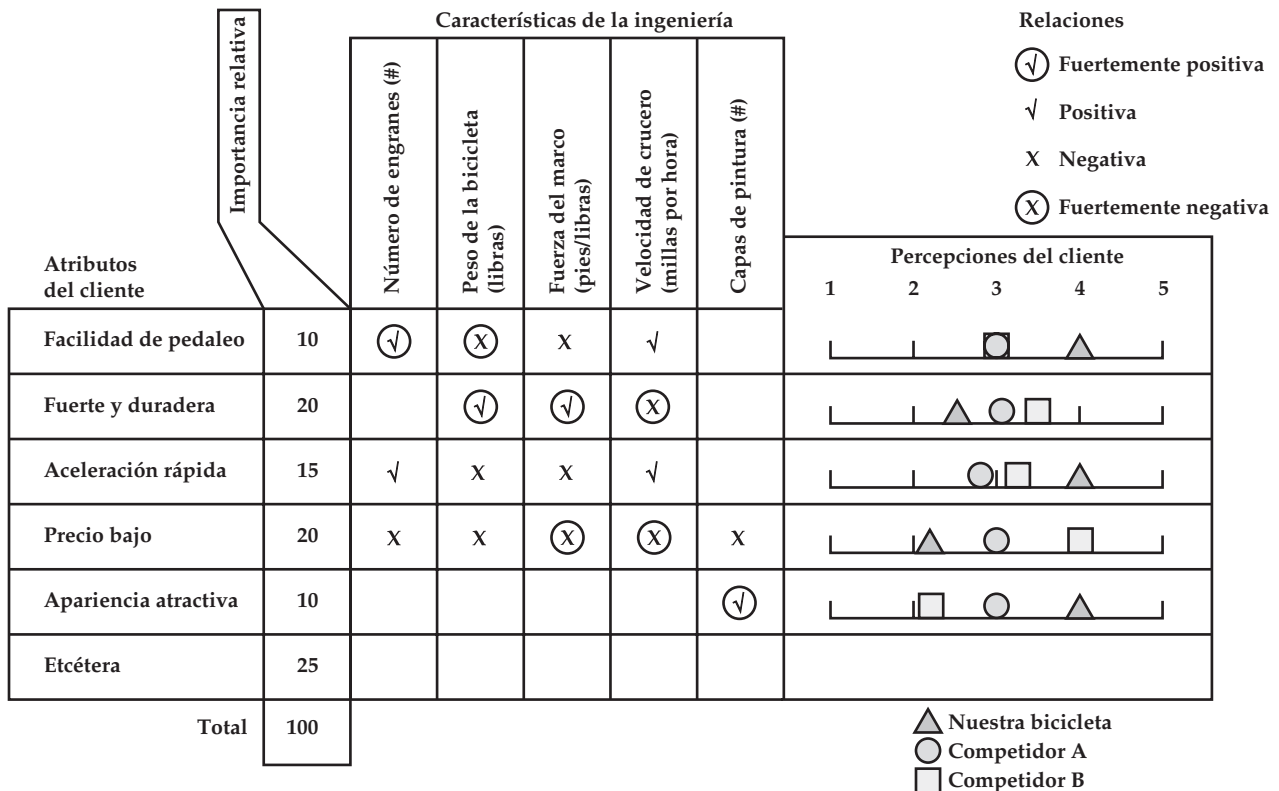 Características de la ingeniería
Relaciones
√ Fuertemente positiva
√ Positiva
X Negativa
X Fuertemente negativa
Importancia relativa
Número de engranes (#)
Peso de la bicicleta
(libras)
Fuerza del marco
(pies/libras)
Velocidad de crucero
(millas por hora)
Capas de pintura (#)
Atributos
del cliente
Percepciones del cliente
1 2 3 4 5
Facilidad de pedaleo 10 √ X X √
Fuerte y duradera 20 √ √ X
Aceleración rápida 15 √ X X √
Precio bajo 20 X X X X X
Apariencia atractiva 10 √
Etcétera 25
Total 100
Nuestra bicicleta
Competidor A
Competidor B